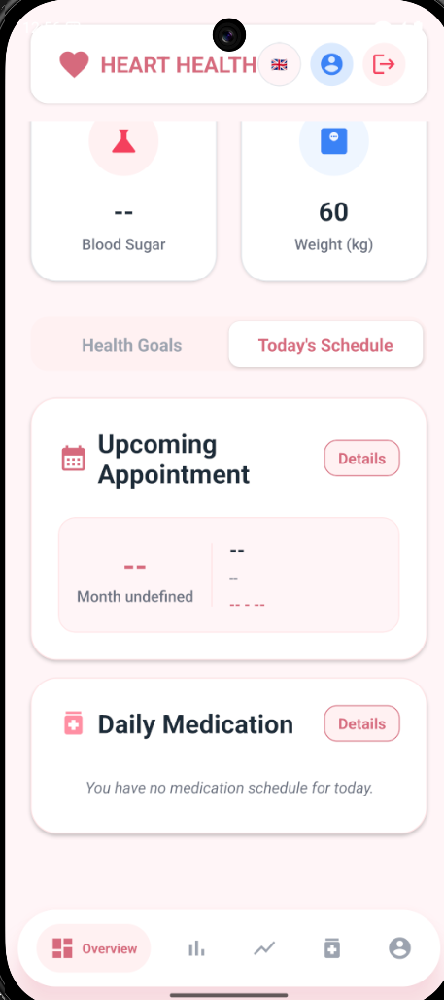 HEART HEALTH
--
Blood Sugar
60
Weight (kg)
Health Goals
Today's Schedule
Upcoming
Appointment
Details
--
Month undefined
--
--
-- - --
Daily Medication
Details
You have no medication schedule for today.
Overview